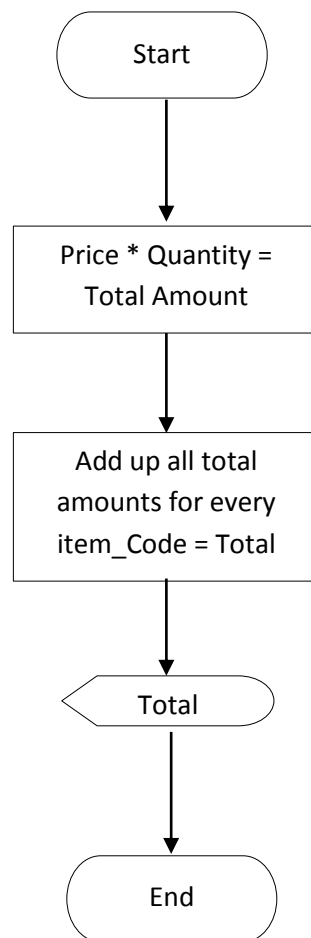 Start
Price * Quantity =
Total Amount
Add up all total
amounts for every
item_Code = Total
Total
End